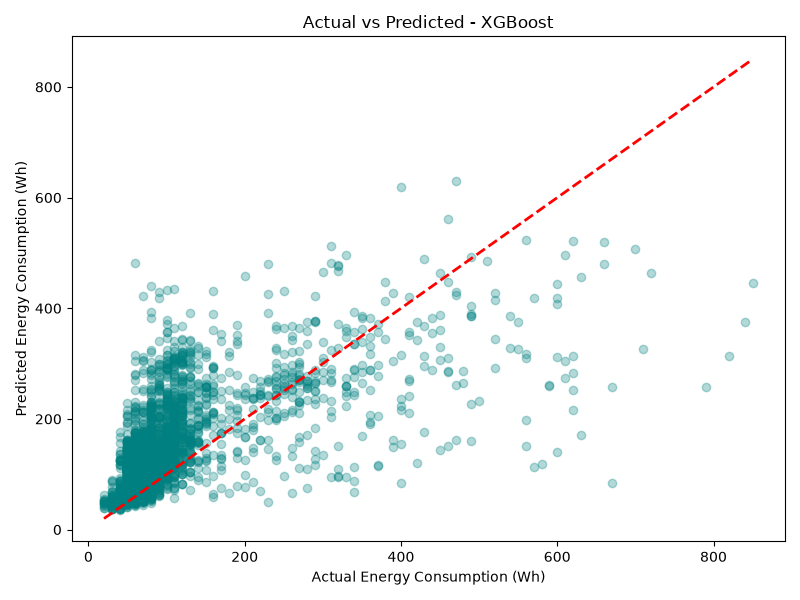 Actual vs Predicted - XGBoost
Predicted Energy Consumption (Wh)
800
600
400
200
0
0 200 400 600 800
Actual Energy Consumption (Wh)